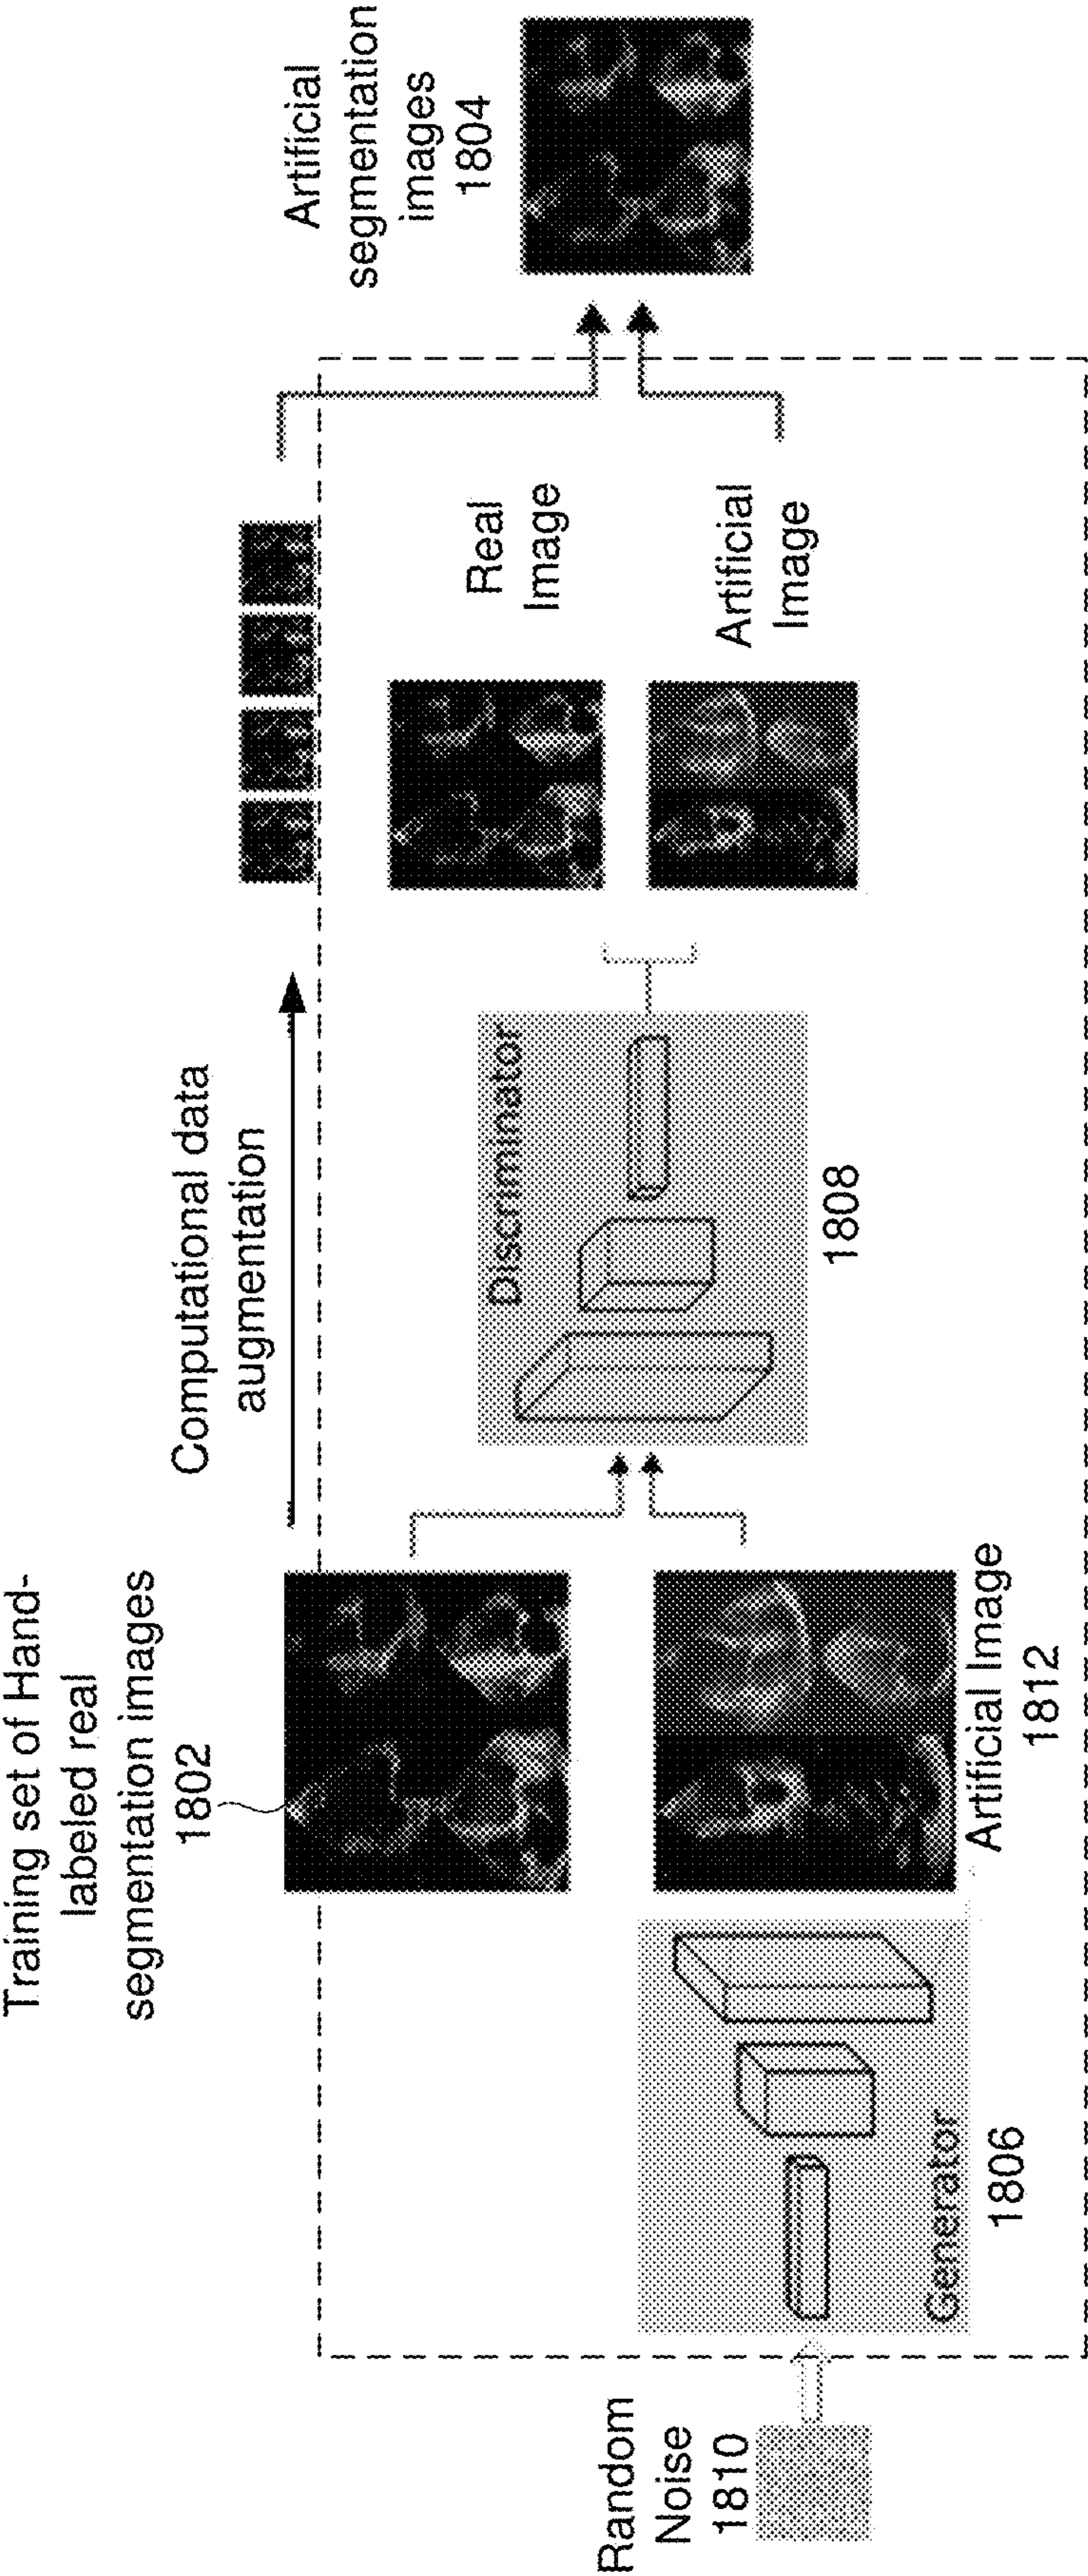 Training set of Hand-
labeled real
segmentation images
1802
Computational data
augmentation
Artificial
segmentation
images
1804
Random
Noise
1810
Generator
1806
Artificial Image
1812
Discriminator
1808
Real
Image
Artificial
Image